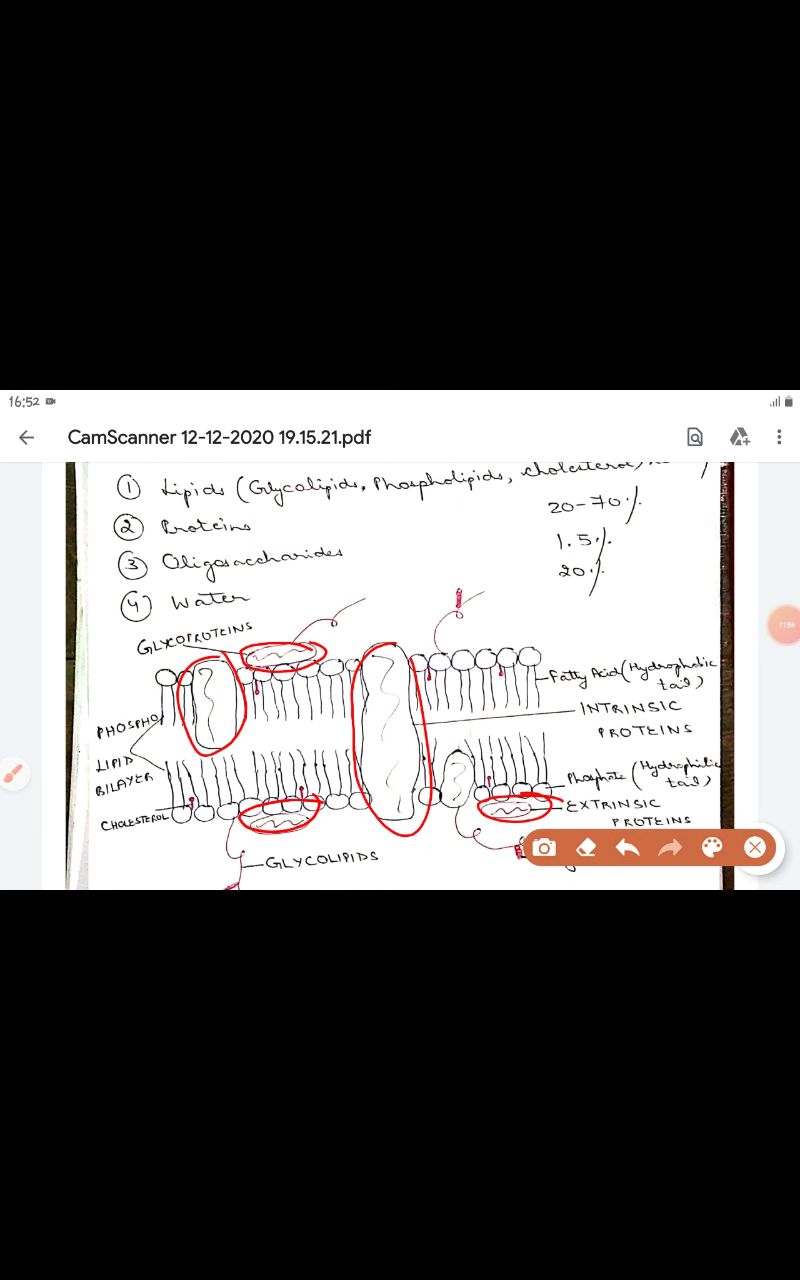 16:52
CamScanner 12-12-2020 19.15.21.pdf
① Lipids (Glycolipids, Phospholipids, cholesterol)
② Proteins 20-70%
③ Oligosaccharides 1.5%
④ Water 20%
GLYCOPROTEINS
Fatty Acid (Hydrophobic
tail)
INTRINSIC
PROTEINS
PHOSPHO
LIPID
BILAYER
Phosphate (Hydrophilic
tail)
CHOLESTEROL
EXTRINSIC
PROTEINS
GLYCOLIPIDS
11:54